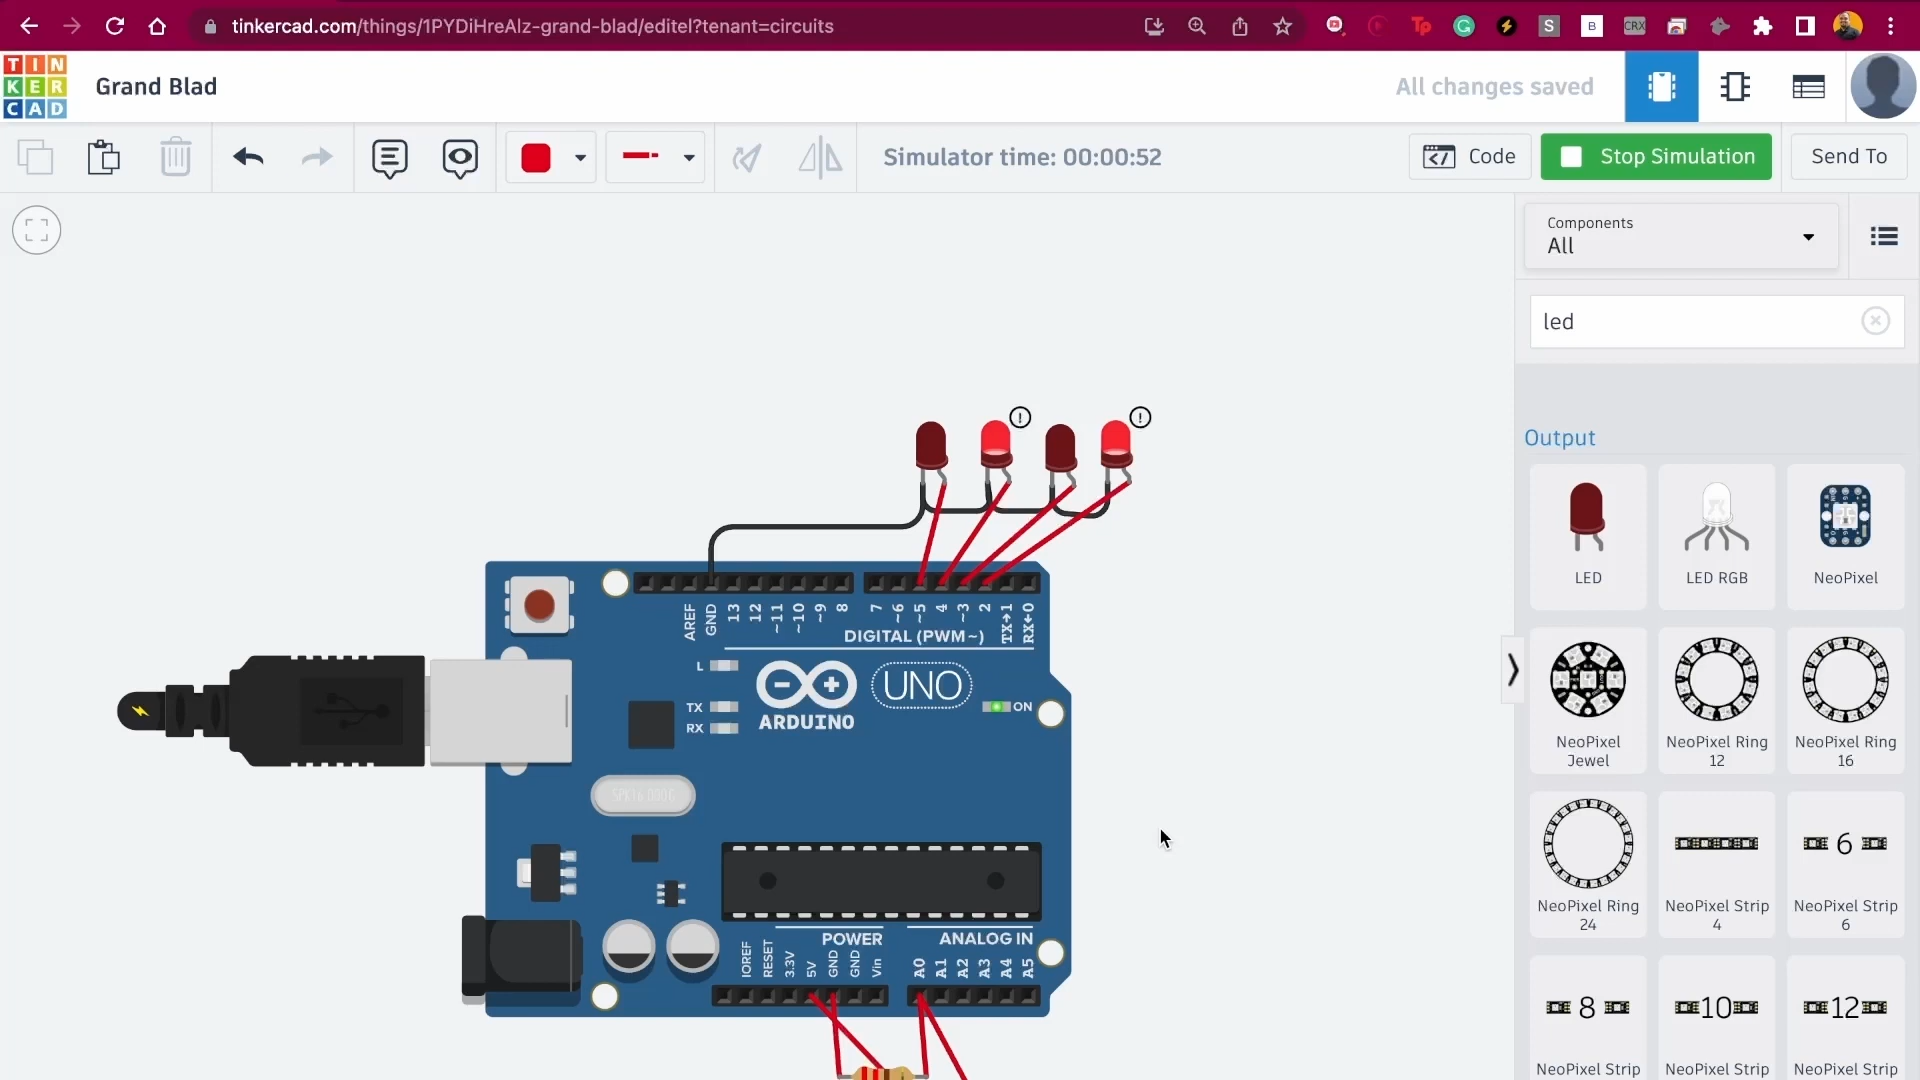 tinkercad.com/things/1PYDiHreAlz-grand-blad/editel?tenant=circuits
Tp
G
S
B
CRX
TIN
KER
CAD
Grand Blad
All changes saved
Simulator time: 00:00:52
Code
Stop Simulation
Send To
Components
All
led
Output
LED
LED RGB
NeoPixel
NeoPixel Jewel
NeoPixel Ring 12
NeoPixel Ring 16
NeoPixel Ring 24
NeoPixel Strip 4
6
NeoPixel Strip 6
8
10
12
NeoPixel Strip
NeoPixel Strip
NeoPixel Strip
!
!
AREF
GND
13
12
~11
~10
~9
8
7
~6
~5
4
~3
2
TX→1
RX←0
DIGITAL (PWM~)
L
TX
RX
ARDUINO
UNO
ON
POWER
ANALOG IN
IOREF
RESET
3.3V
5V
GND
GND
Vin
A0
A1
A2
A3
A4
A5